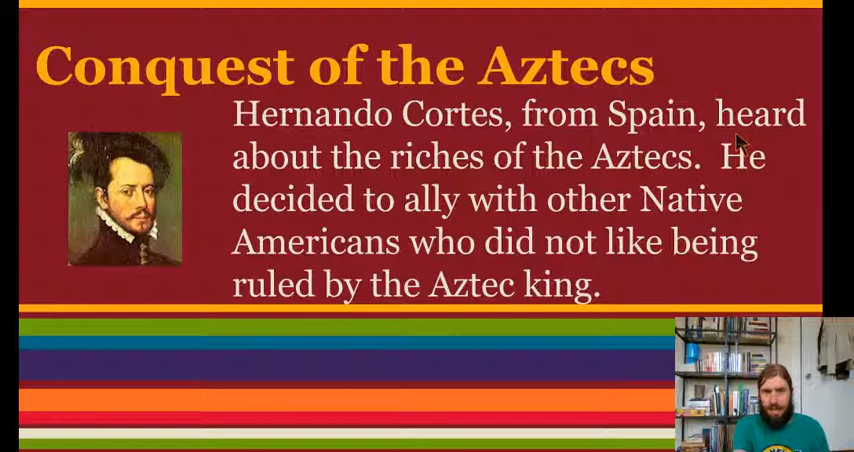 Conquest of the Aztecs
Hernando Cortes, from Spain, heard
about the riches of the Aztecs. He
decided to ally with other Native
Americans who did not like being
ruled by the Aztec king.